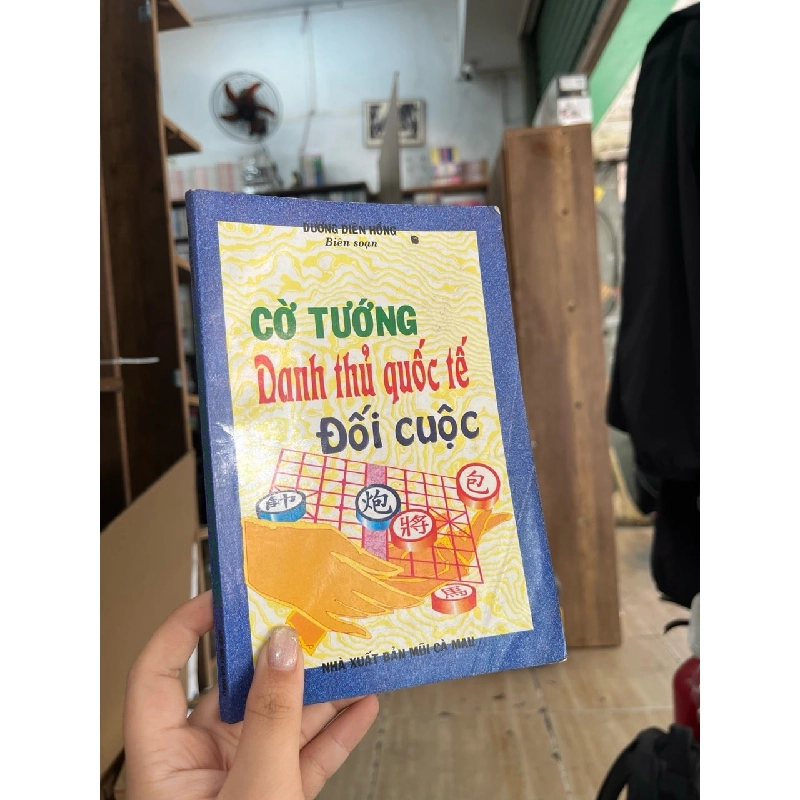 DƯƠNG DIÊN HỒNG
Biên soạn
CỜ TƯỚNG
Danh thủ quốc tế
Đối cuộc
包
炮
將
馬
NHÀ XUẤT BẢN MŨI CÀ MAU